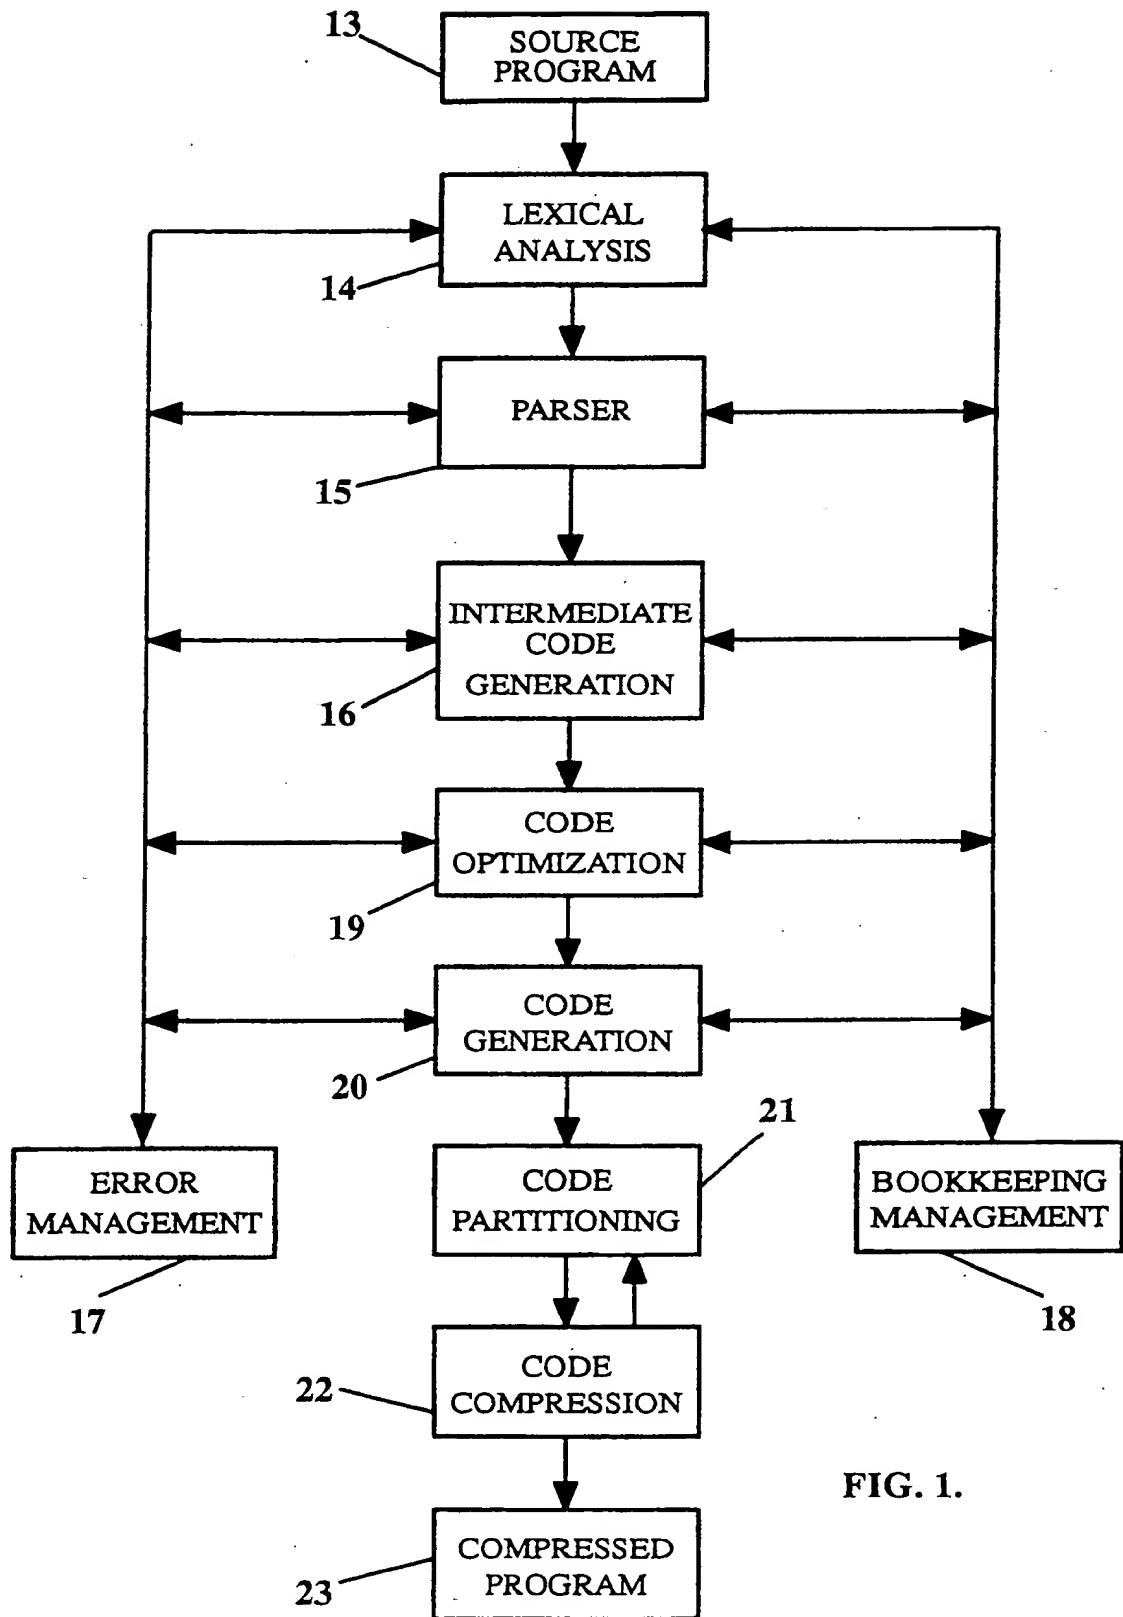 13
SOURCE
PROGRAM
LEXICAL
ANALYSIS
14
PARSER
15
INTERMEDIATE
CODE
GENERATION
16
CODE
OPTIMIZATION
19
CODE
GENERATION
20
21
ERROR
MANAGEMENT
17
CODE
PARTITIONING
BOOKKEEPING
MANAGEMENT
18
CODE
COMPRESSION
22
FIG. 1.
COMPRESSED
PROGRAM
23